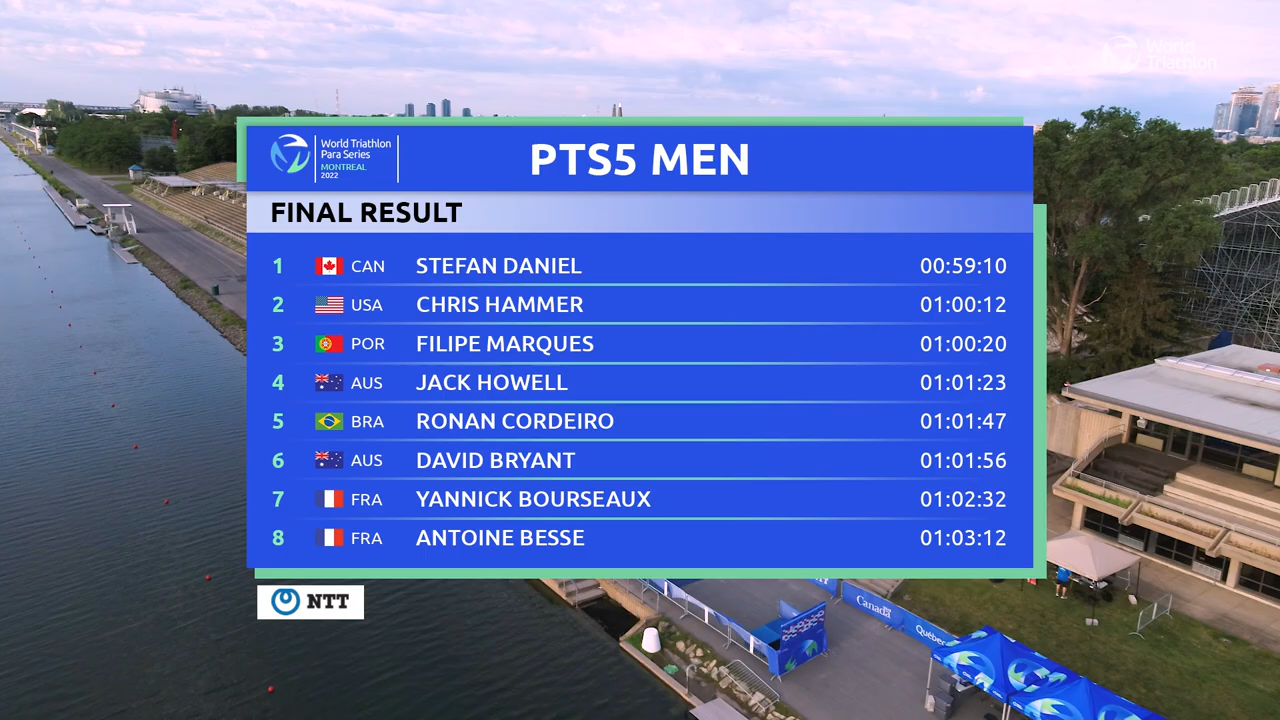 World Triathlon
World Triathlon Para Series
MONTREAL 2022
PTS5 MEN
FINAL RESULT
1 CAN STEFAN DANIEL 00:59:10
2 USA CHRIS HAMMER 01:00:12
3 POR FILIPE MARQUES 01:00:20
4 AUS JACK HOWELL 01:01:23
5 BRA RONAN CORDEIRO 01:01:47
6 AUS DAVID BRYANT 01:01:56
7 FRA YANNICK BOURSEAUX 01:02:32
8 FRA ANTOINE BESSE 01:03:12
NTT
Canada
Québec